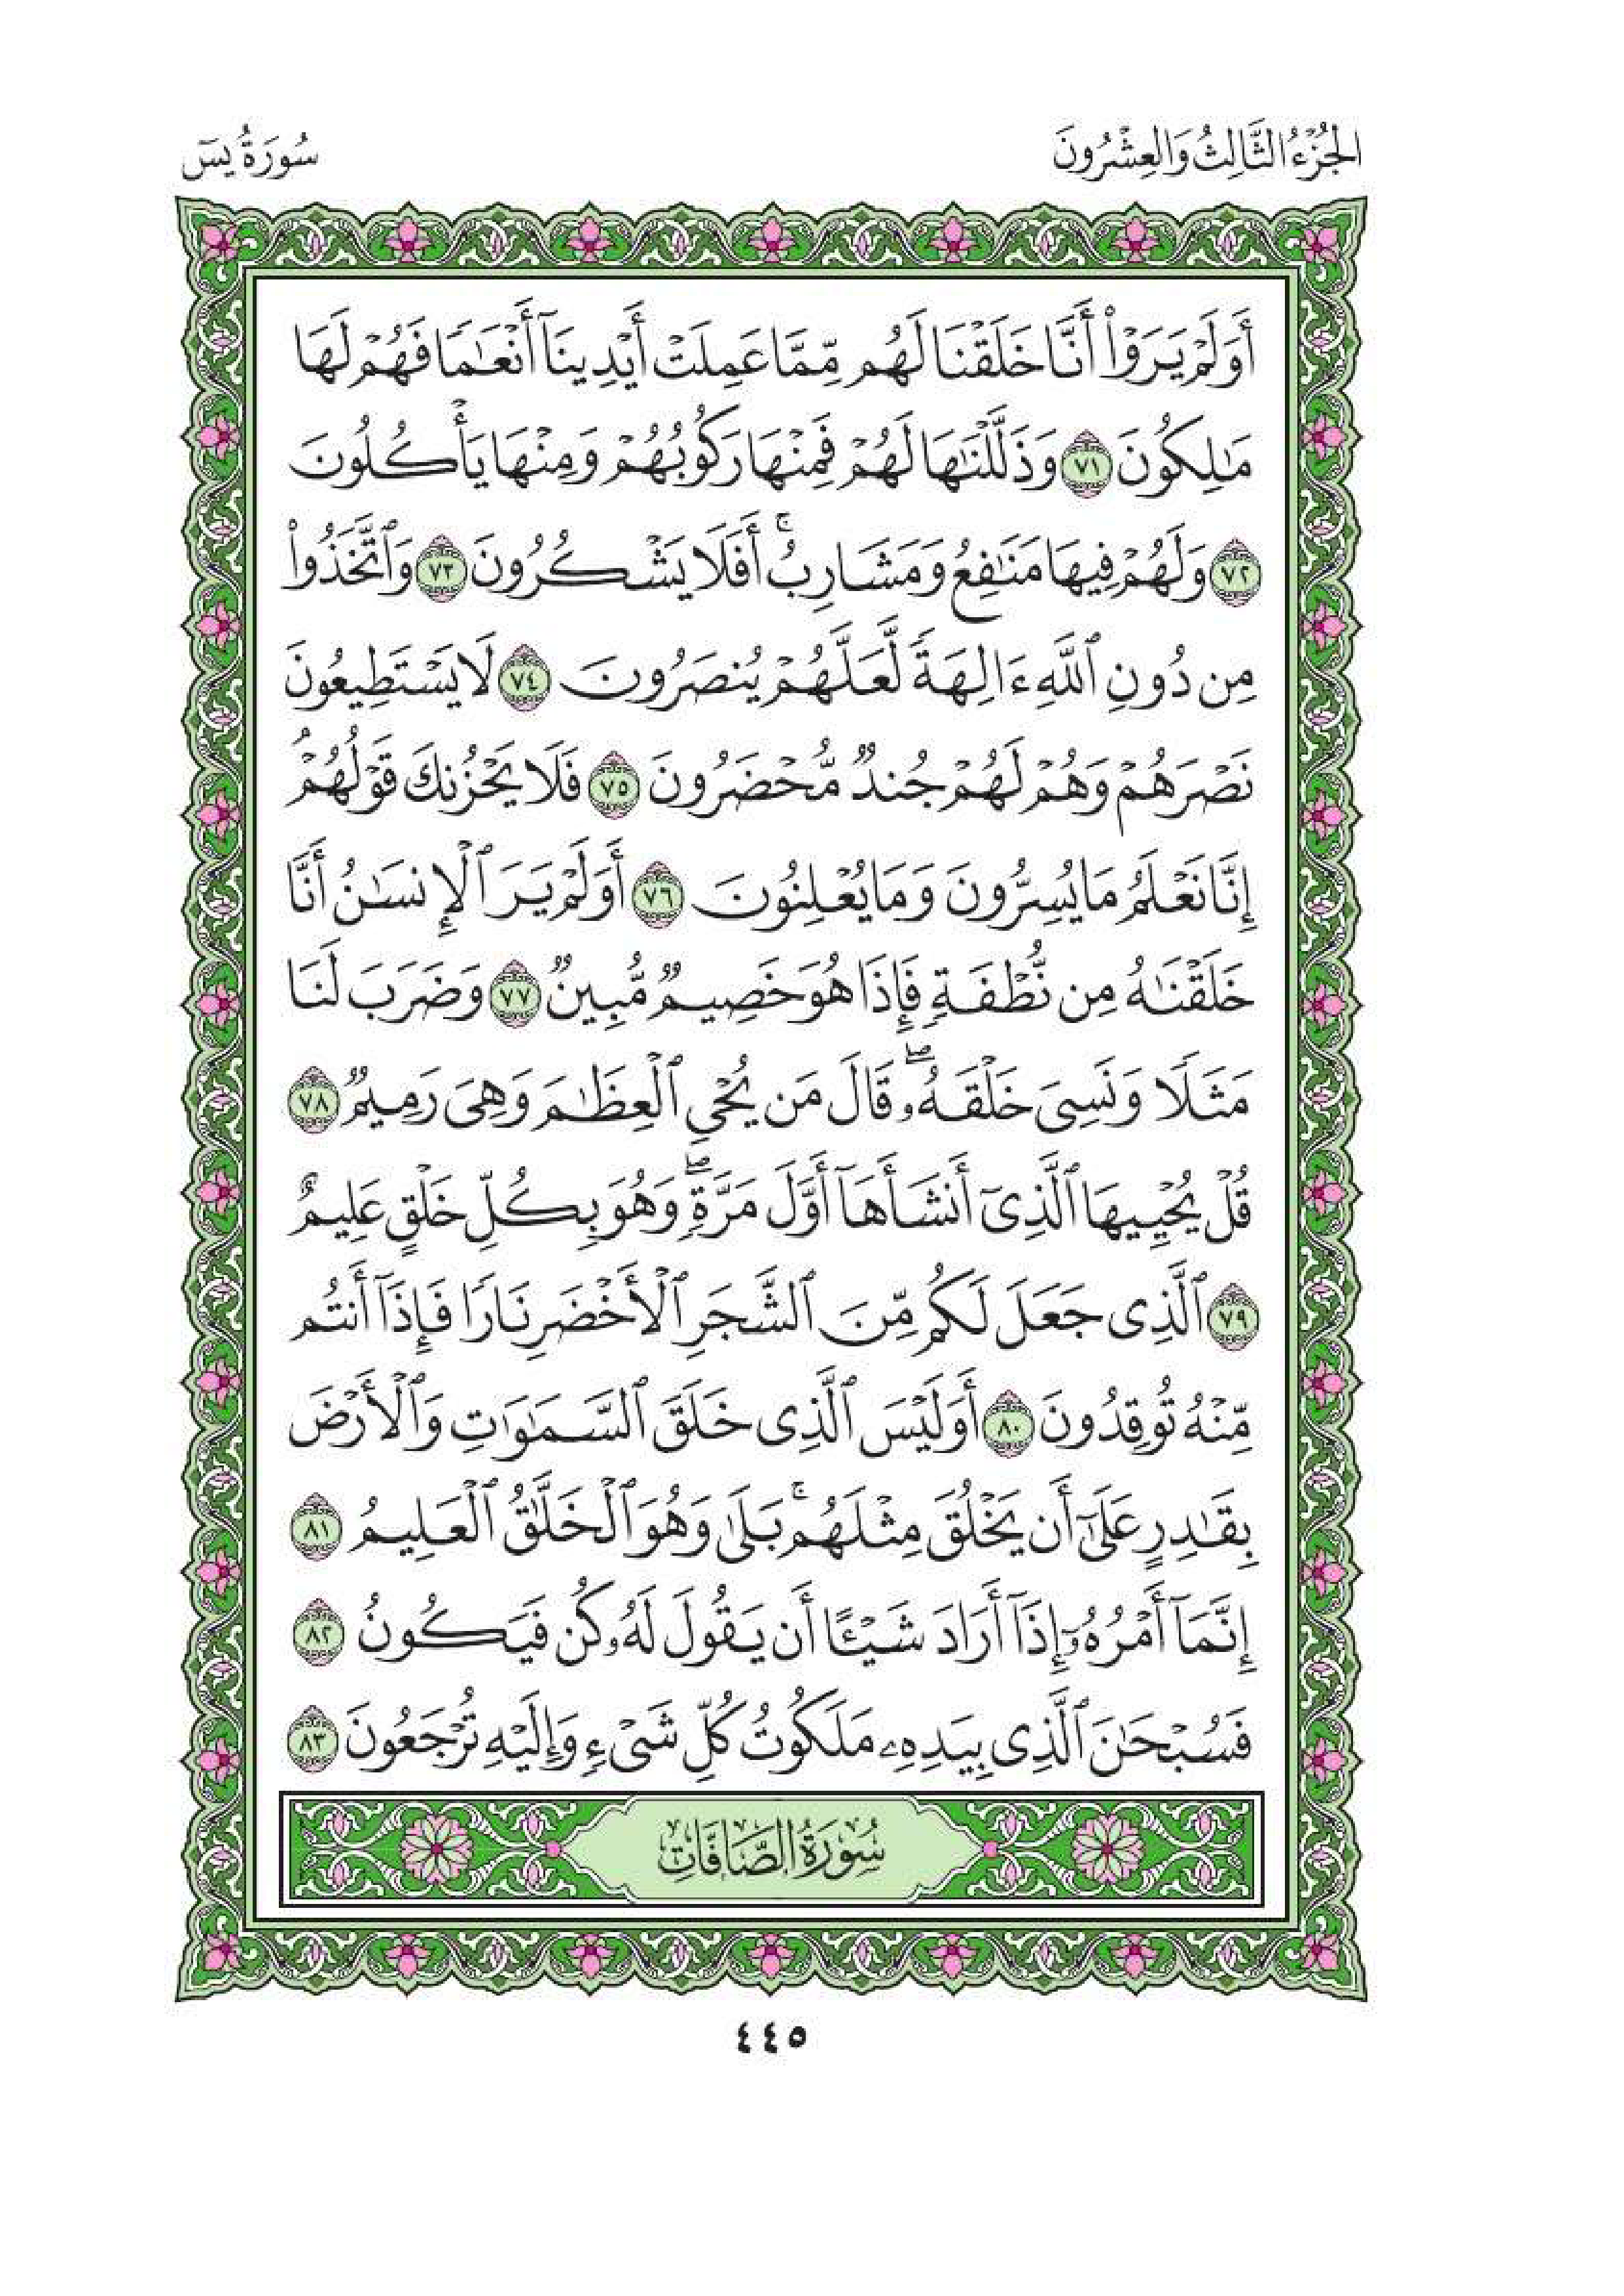 الجُزْءُ الثَّالِثُ وَالعِشْرُونَ
سُورَةُ يسٓ
أَوَلَمْ يَرَوْاْ أَنَّا خَلَقْنَا لَهُم مِّمَّا عَمِلَتْ أَيْدِينَآ أَنْعَٰمًا فَهُمْ لَهَا
مَٰلِكُونَ ٧١ وَذَلَّلْنَٰهَا لَهُمْ فَمِنْهَا رَكُوبُهُمْ وَمِنْهَا يَأْكُلُونَ
٧٢ وَلَهُمْ فِيهَا مَنَٰفِعُ وَمَشَارِبُۚ أَفَلَا يَشْكُرُونَ ٧٣ وَٱتَّخَذُواْ
مِن دُونِ ٱللَّهِ ءَالِهَةً لَّعَلَّهُمْ يُنصَرُونَ ٧٤ لَا يَسْتَطِيعُونَ
نَصْرَهُمْ وَهُمْ لَهُمْ جُندٌ مُّحْضَرُونَ ٧٥ فَلَا يَحْزُنكَ قَوْلُهُمْۘ
إِنَّا نَعْلَمُ مَا يُسِرُّونَ وَمَا يُعْلِنُونَ ٧٦ أَوَلَمْ يَرَ ٱلْإِنسَٰنُ أَنَّا
خَلَقْنَٰهُ مِن نُّطْفَةٍ فَإِذَا هُوَ خَصِيمٌ مُّبِينٌ ٧٧ وَضَرَبَ لَنَا
مَثَلًا وَنَسِىَ خَلْقَهُۥۖ قَالَ مَن يُحْىِ ٱلْعِظَٰمَ وَهِىَ رَمِيمٌ ٧٨
قُلْ يُحْيِيهَا ٱلَّذِىٓ أَنشَأَهَآ أَوَّلَ مَرَّةٍۖ وَهُوَ بِكُلِّ خَلْقٍ عَلِيمٌ
٧٩ ٱلَّذِى جَعَلَ لَكُم مِّنَ ٱلشَّجَرِ ٱلْأَخْضَرِ نَارًا فَإِذَآ أَنتُم
مِّنْهُ تُوقِدُونَ ٨٠ أَوَلَيْسَ ٱلَّذِى خَلَقَ ٱلسَّمَٰوَٰتِ وَٱلْأَرْضَ
بِقَٰدِرٍ عَلَىٰٓ أَن يَخْلُقَ مِثْلَهُمۚ بَلَىٰ وَهُوَ ٱلْخَلَّٰقُ ٱلْعَلِيمُ ٨١
إِنَّمَآ أَمْرُهُۥٓ إِذَآ أَرَادَ شَيْـًٔا أَن يَقُولَ لَهُۥ كُن فَيَكُونُ ٨٢
فَسُبْحَٰنَ ٱلَّذِى بِيَدِهِۦ مَلَكُوتُ كُلِّ شَىْءٍ وَإِلَيْهِ تُرْجَعُونَ ٨٣
سُورَةُ الصَّافَّاتِ
٤٤٥